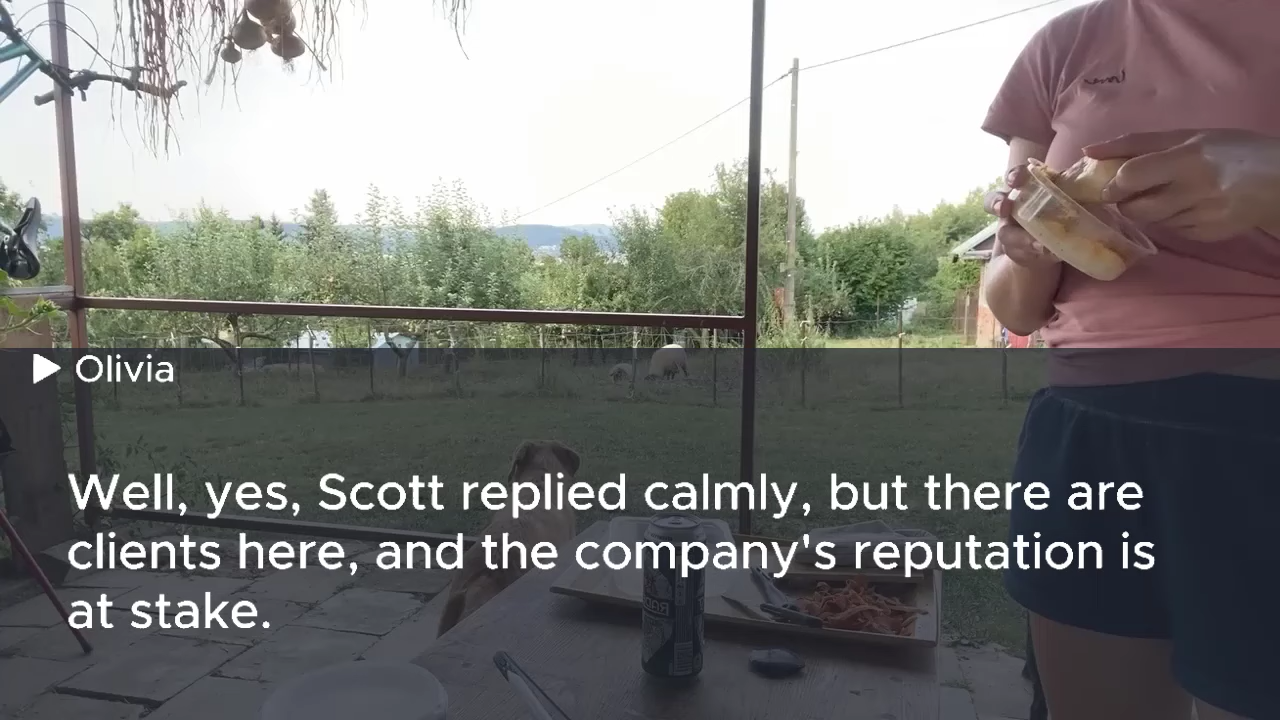 Olivia
Well, yes, Scott replied calmly, but there are
clients here, and the company's reputation is
at stake.